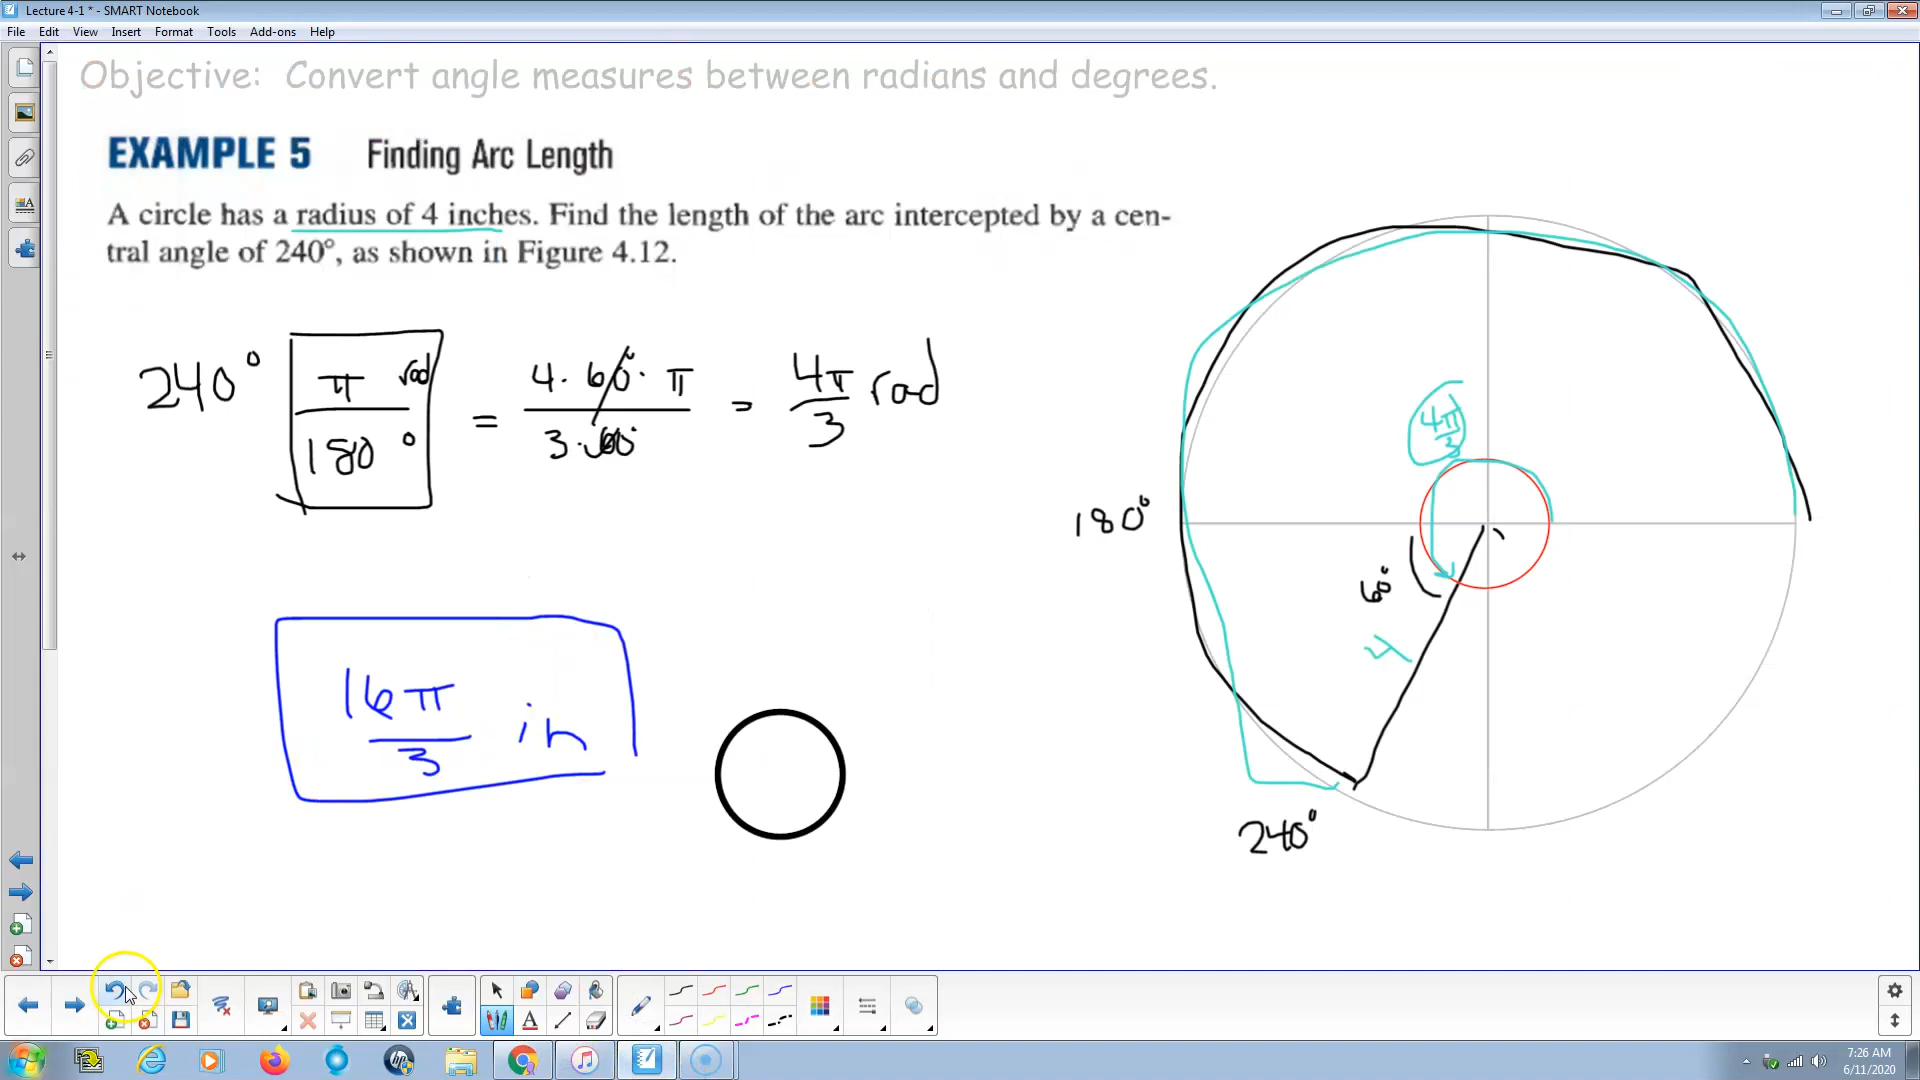 Lecture 4-1 * - SMART Notebook
File Edit View Insert Format Tools Add-ons Help
Objective: Convert angle measures between radians and degrees.
EXAMPLE 5 Finding Arc Length
A circle has a radius of 4 inches. Find the length of the arc intercepted by a cen-
tral angle of 240°, as shown in Figure 4.12.
240° π rad / 180° = 4·60°·π / 3·60° = 4π/3 rad
4π/3
180°
60°
4
16π/3 in
240°
7:26 AM
6/11/2020